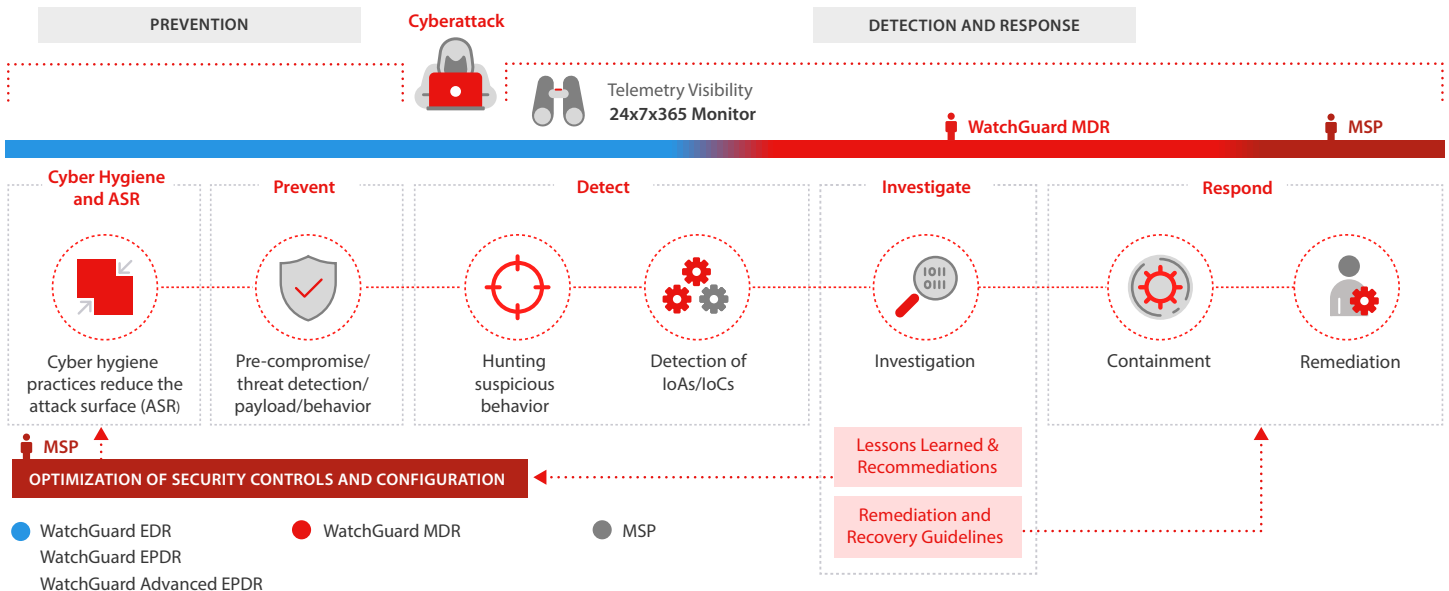 PREVENTION
Cyberattack
DETECTION AND RESPONSE
Telemetry Visibility
24x7x365 Monitor
WatchGuard MDR
MSP
Cyber Hygiene
and ASR
Prevent
Detect
Investigate
Respond
1011
0111
Cyber hygiene
practices reduce the
attack surface (ASR)
Pre-compromise/
threat detection/
payload/behavior
Hunting
suspicious
behavior
Detection of
IoAs/IoCs
Investigation
Containment
Remediation
MSP
OPTIMIZATION OF SECURITY CONTROLS AND CONFIGURATION
Lessons Learned &
Recommediations
Remediation and
Recovery Guidelines
WatchGuard EDR
WatchGuard EPDR
WatchGuard Advanced EPDR
WatchGuard MDR
MSP